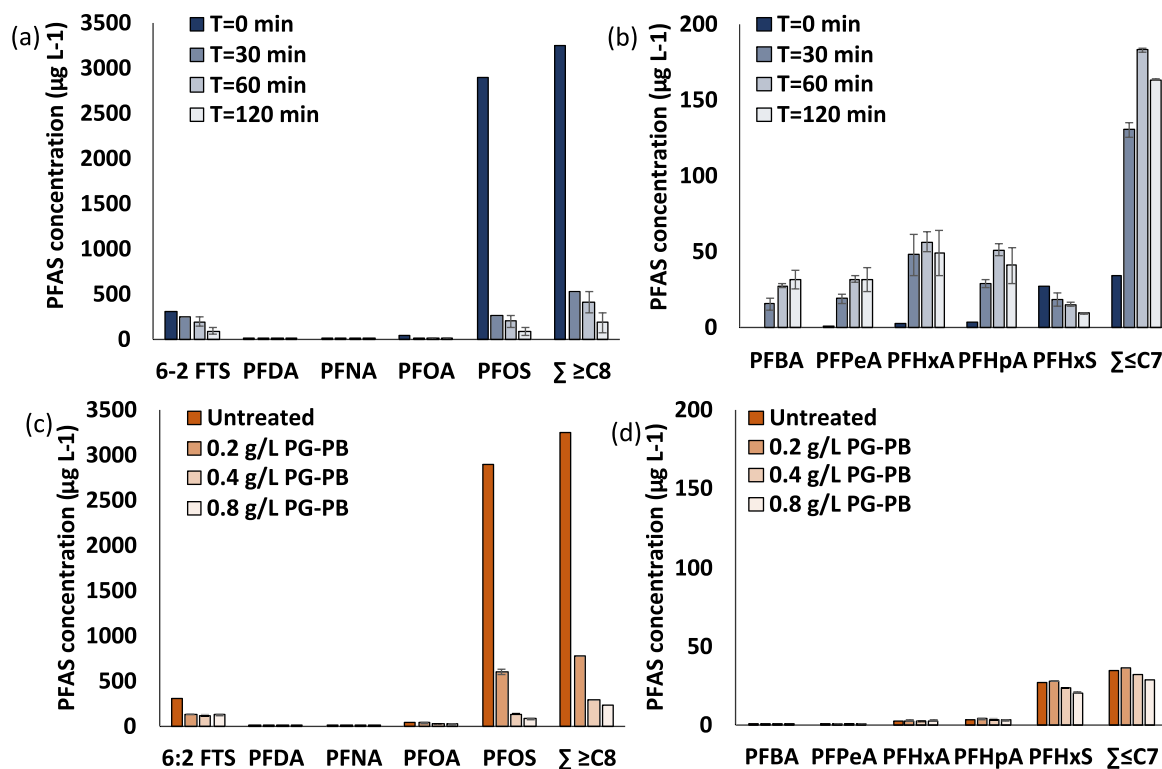 (a)
PFAS concentration (µg L-1)
3500
3000
2500
2000
1500
1000
500
0
T=0 min
T=30 min
T=60 min
T=120 min
6-2 FTS PFDA PFNA PFOA PFOS ∑ ≥C8
(b)
PFAS concentration (µg L-1)
200
150
100
50
0
T=0 min
T=30 min
T=60 min
T=120 min
PFBA PFPeA PFHxA PFHpA PFHxS ∑≤C7
(c)
PFAS concentration (µg L-1)
3500
3000
2500
2000
1500
1000
500
0
Untreated
0.2 g/L PG-PB
0.4 g/L PG-PB
0.8 g/L PG-PB
6:2 FTS PFDA PFNA PFOA PFOS ∑ ≥C8
(d)
PFAS concentration (µg L-1)
200
150
100
50
0
Untreated
0.2 g/L PG-PB
0.4 g/L PG-PB
0.8 g/L PG-PB
PFBA PFPeA PFHxA PFHpA PFHxS ∑≤C7